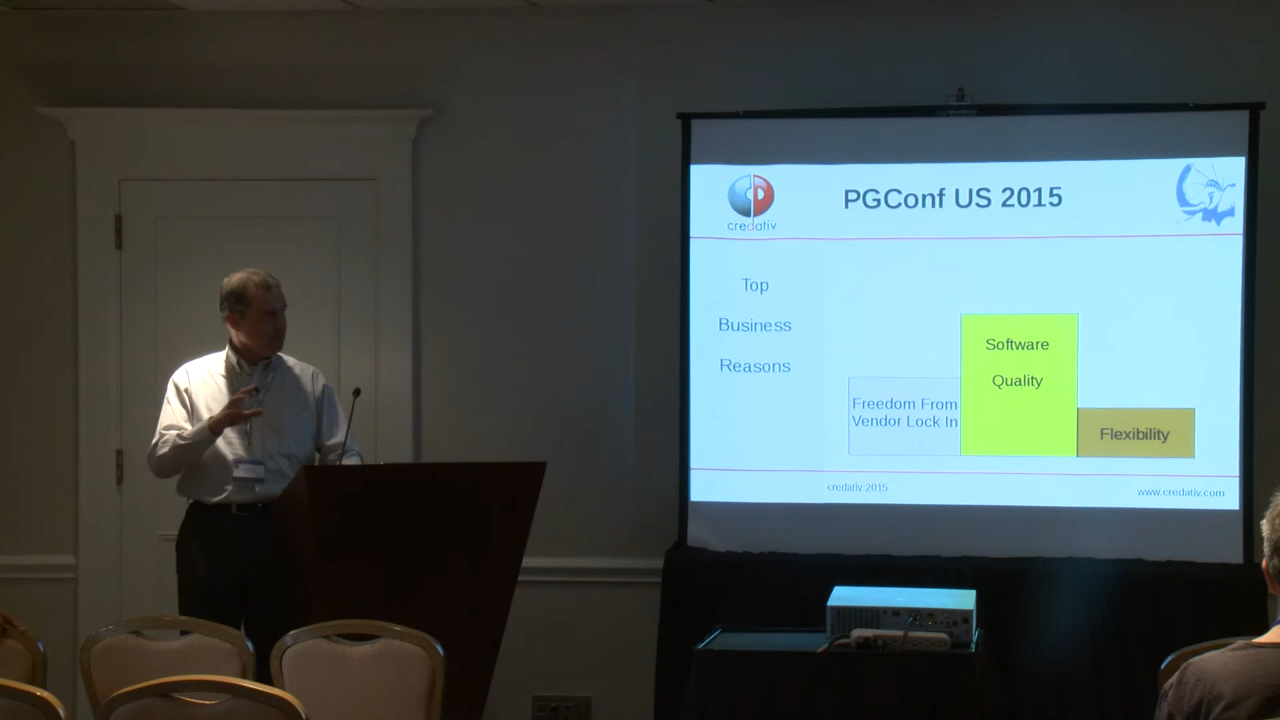 PGConf US 2015
credativ
Top
Business
Reasons
Software
Quality
Freedom From
Vendor Lock In
Flexibility
credativ 2015
www.credativ.com